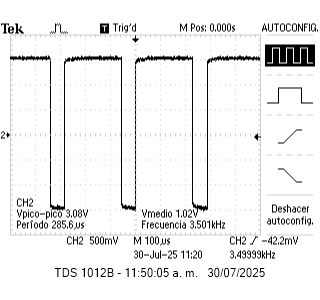 Tek Trig'd M Pos: 0.000s AUTOCONFIG.
2
CH2
Vpico-pico 3.08V Vmedio 1.02V
Período 285.6µs Frecuencia 3.501kHz
Deshacer
autoconfig.
CH2 500mV M 100µs CH2 -42.2mV
30-Jul-25 11:20 3.49999kHz
TDS 1012B - 11:50:05 a. m. 30/07/2025